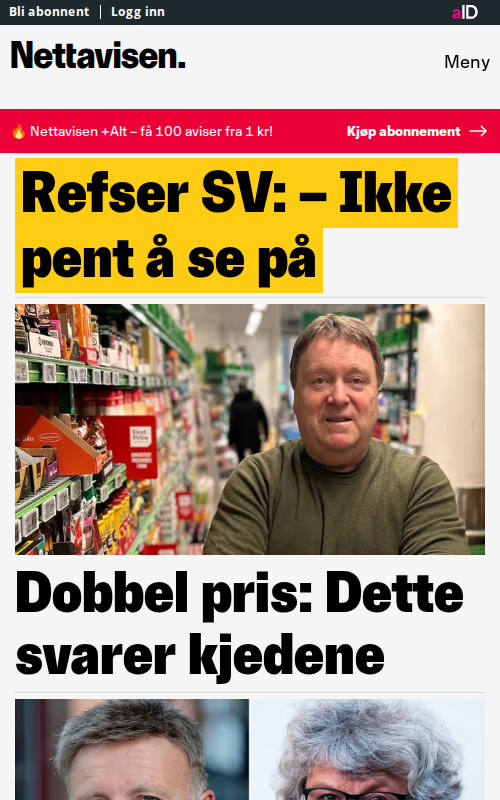 Bli abonnent | Logg inn
aID
Nettavisen.
Meny
🔥 Nettavisen +Alt – få 100 aviser fra 1 kr!
Kjøp abonnement →
Refser SV: – Ikke
pent å se på
First
Price
Dobbel pris: Dette
svarer kjedene